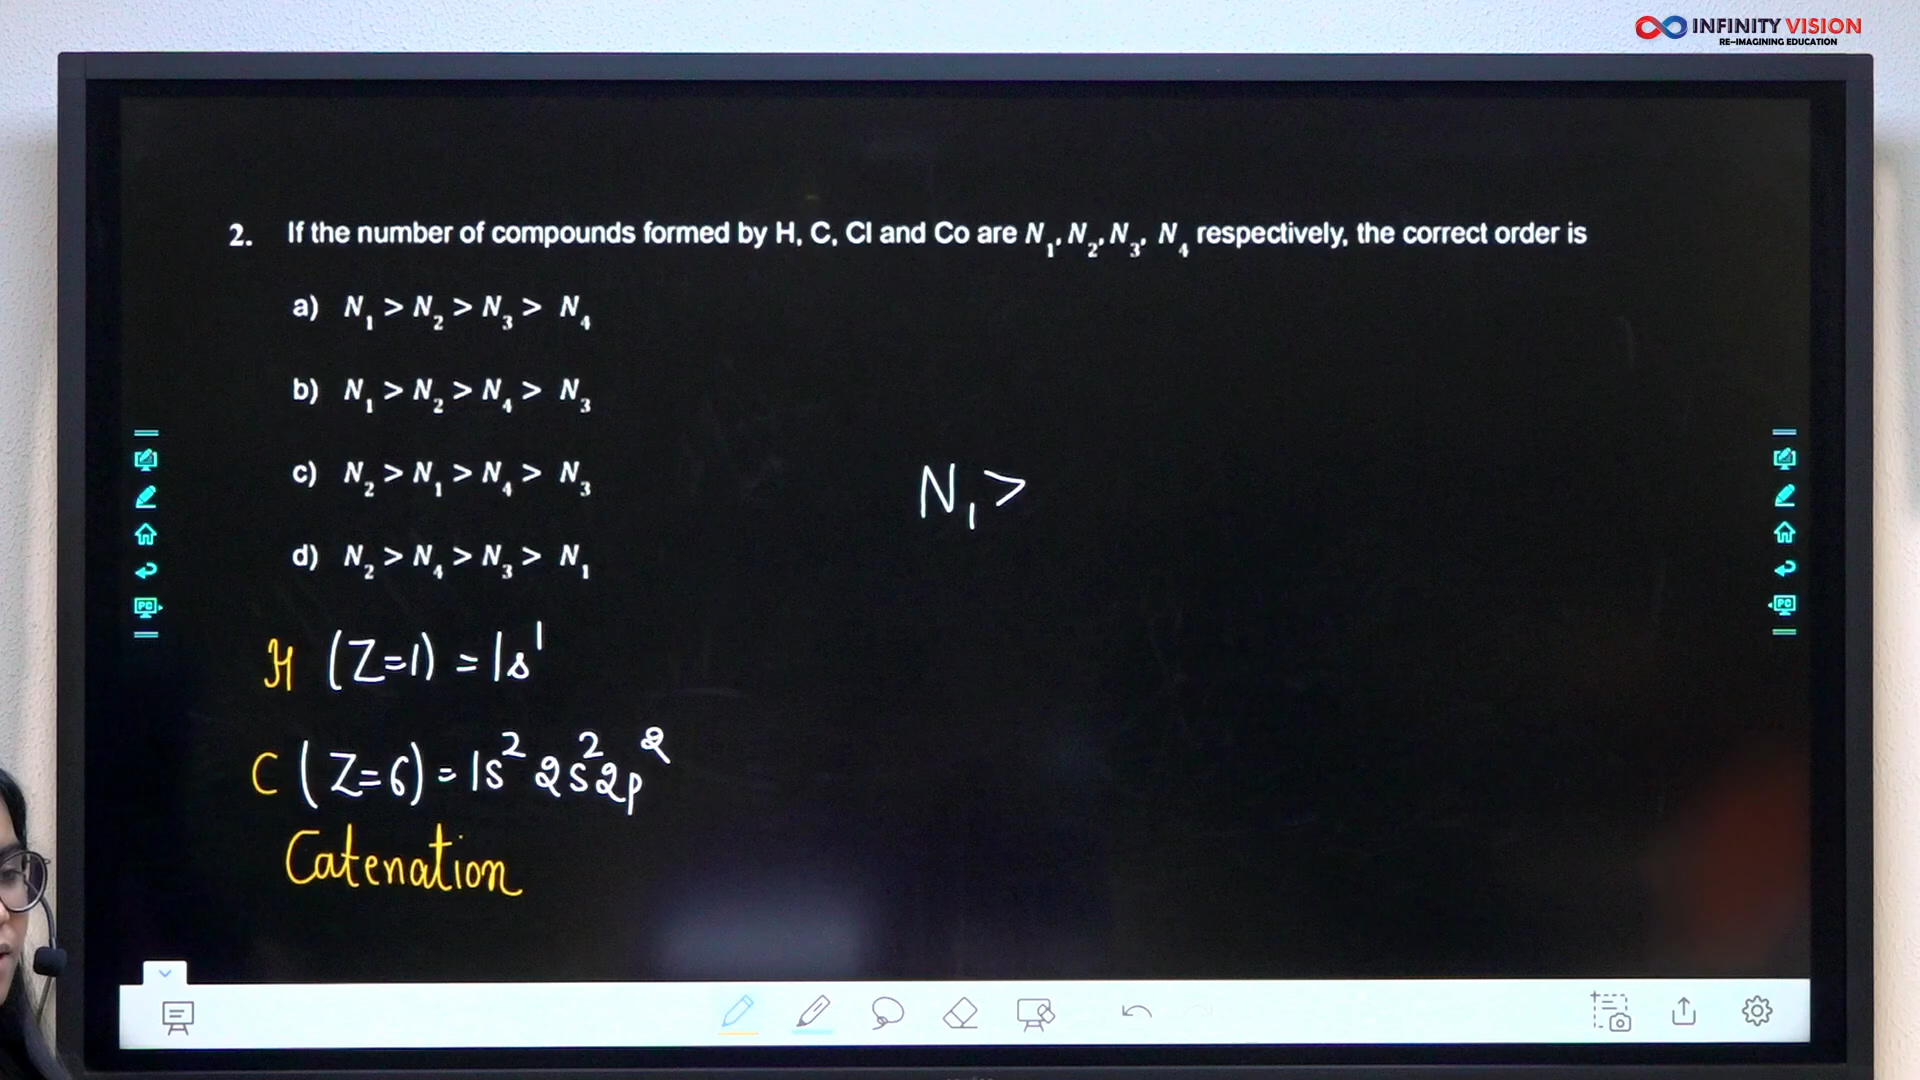 INFINITY VISION
RE-IMAGINING EDUCATION
2. If the number of compounds formed by H, C, Cl and Co are N₁, N₂, N₃, N₄ respectively, the correct order is
a) N₁ > N₂ > N₃ > N₄
b) N₁ > N₂ > N₄ > N₃
c) N₂ > N₁ > N₄ > N₃
d) N₂ > N₄ > N₃ > N₁
N₁ >
H (Z=1) = 1s¹
C (Z=6) = 1s² 2s² 2p²
Catenation
PC
PC